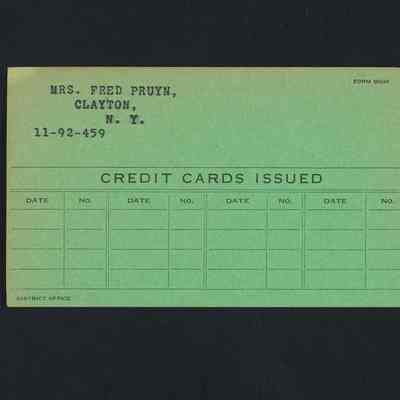 FORM
MRS. FRED PRUYN,
CLAYTON,
N. Y.
11-92-459
CREDIT CARDS ISSUED
DATE NO. DATE NO. DATE NO. DATE NO.
DISTRICT OFFICE